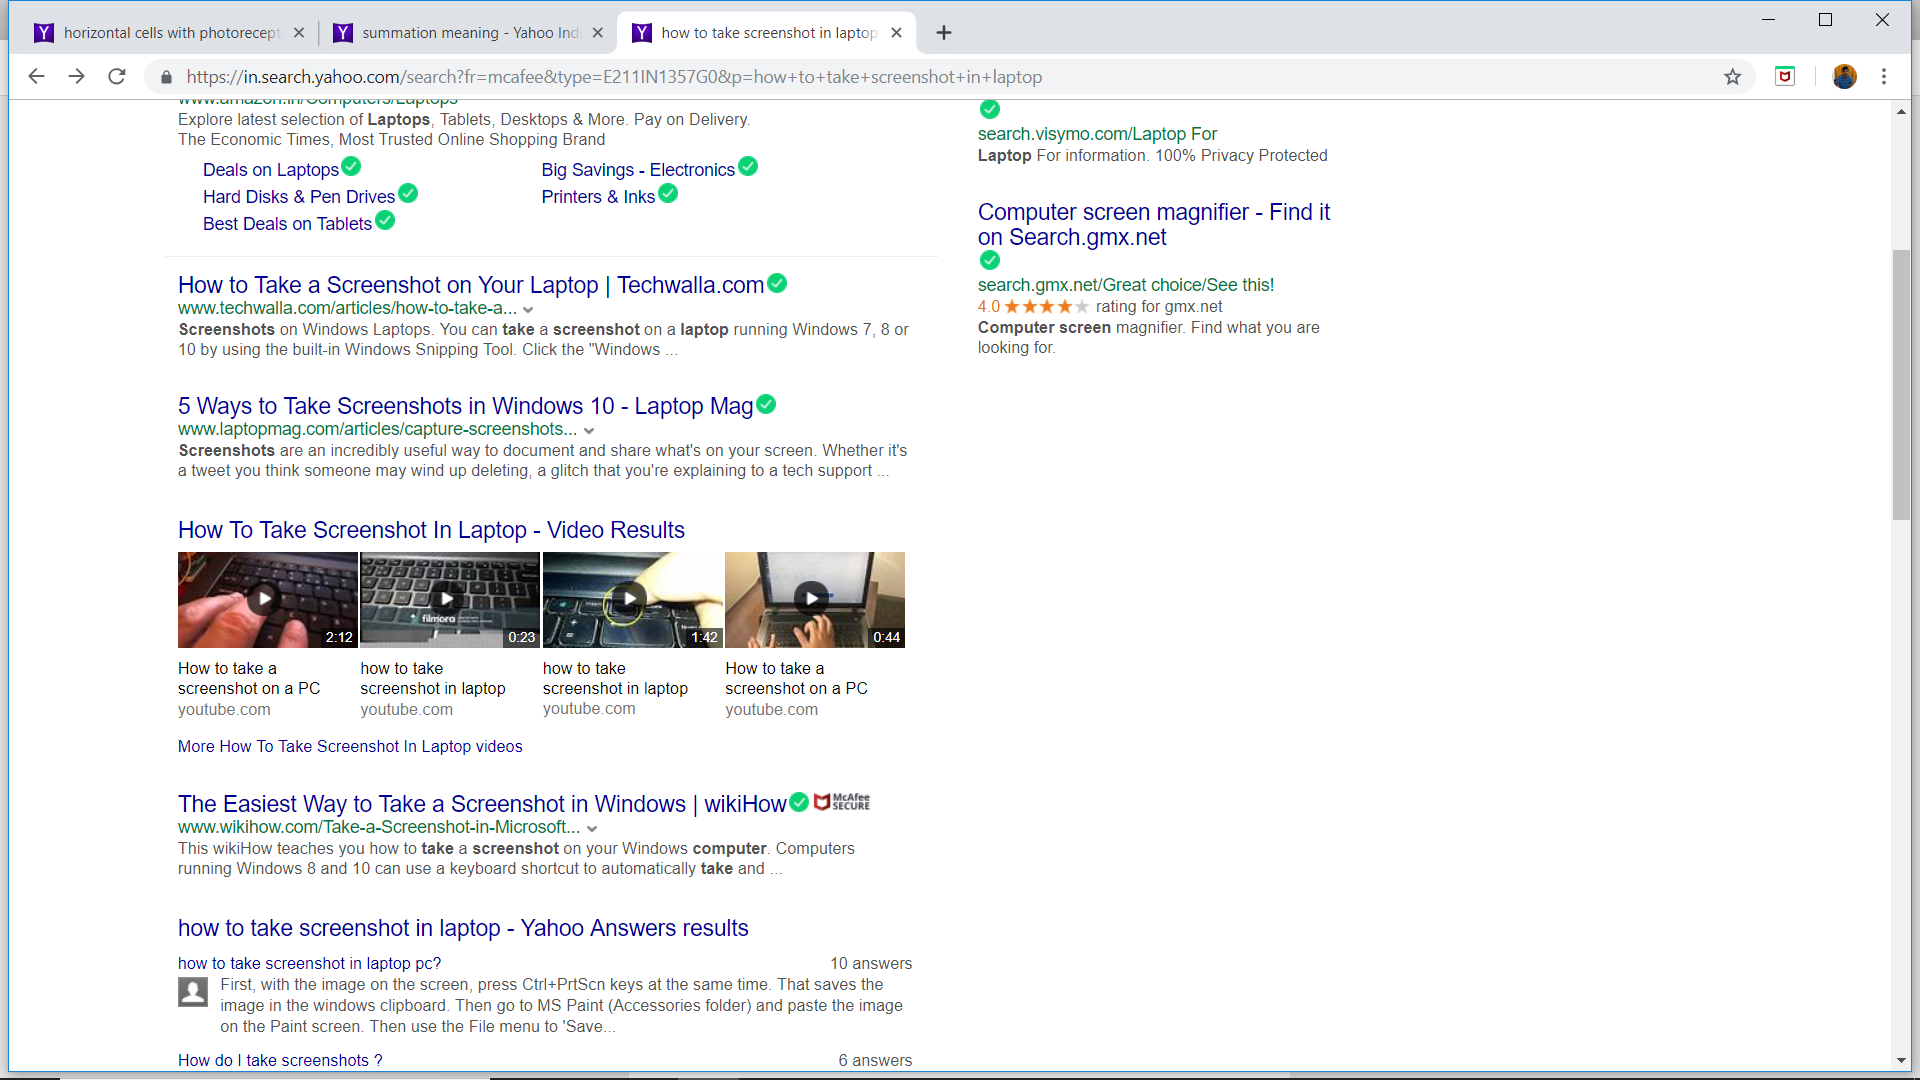 horizontal cells with photorecept
summation meaning - Yahoo Ind
how to take screenshot in laptop
https://in.search.yahoo.com/search?fr=mcafee&type=E211IN1357G0&p=how+to+take+screenshot+in+laptop
www.amazon.in/Computers/Laptops
Explore latest selection of Laptops, Tablets, Desktops & More. Pay on Delivery.
The Economic Times, Most Trusted Online Shopping Brand
Deals on Laptops
Big Savings - Electronics
Hard Disks & Pen Drives
Printers & Inks
Best Deals on Tablets
How to Take a Screenshot on Your Laptop | Techwalla.com
www.techwalla.com/articles/how-to-take-a...
Screenshots on Windows Laptops. You can take a screenshot on a laptop running Windows 7, 8 or
10 by using the built-in Windows Snipping Tool. Click the "Windows ...
5 Ways to Take Screenshots in Windows 10 - Laptop Mag
www.laptopmag.com/articles/capture-screenshots...
Screenshots are an incredibly useful way to document and share what's on your screen. Whether it's
a tweet you think someone may wind up deleting, a glitch that you're explaining to a tech support ...
How To Take Screenshot In Laptop - Video Results
filmora
2:12
0:23
1:42
0:44
How to take a
screenshot on a PC
youtube.com
how to take
screenshot in laptop
youtube.com
how to take
screenshot in laptop
youtube.com
How to take a
screenshot on a PC
youtube.com
More How To Take Screenshot In Laptop videos
The Easiest Way to Take a Screenshot in Windows | wikiHow
McAfee
SECURE
www.wikihow.com/Take-a-Screenshot-in-Microsoft...
This wikiHow teaches you how to take a screenshot on your Windows computer. Computers
running Windows 8 and 10 can use a keyboard shortcut to automatically take and ...
how to take screenshot in laptop - Yahoo Answers results
how to take screenshot in laptop pc?
10 answers
First, with the image on the screen, press Ctrl+PrtScn keys at the same time. That saves the
image in the windows clipboard. Then go to MS Paint (Accessories folder) and paste the image
on the Paint screen. Then use the File menu to 'Save...
How do I take screenshots ?
6 answers
search.visymo.com/Laptop For
Laptop For information. 100% Privacy Protected
Computer screen magnifier - Find it
on Search.gmx.net
search.gmx.net/Great choice/See this!
4.0 rating for gmx.net
Computer screen magnifier. Find what you are
looking for.